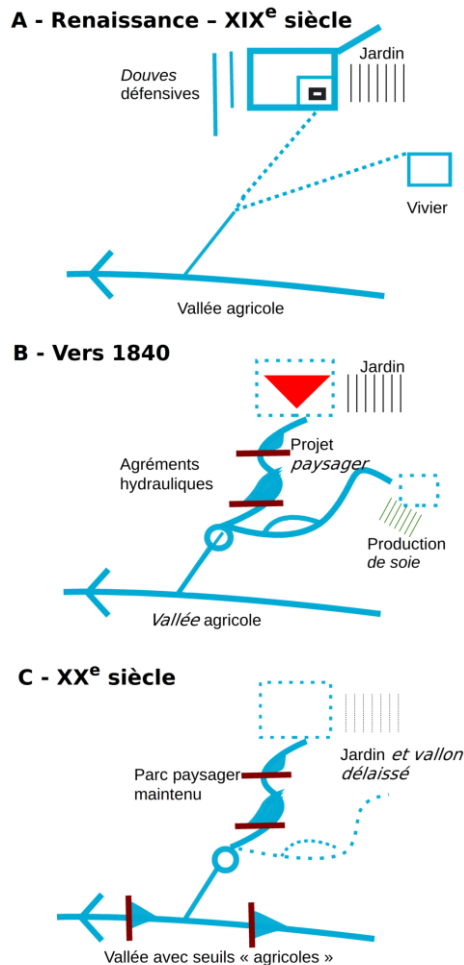 A - Renaissance – XIXe siècle
Douves
défensives
Jardin
Vivier
Vallée agricole
B - Vers 1840
Jardin
Projet
paysager
Agréments
hydrauliques
Production
de soie
Vallée agricole
C - XXe siècle
Jardin et vallon
délaissé
Parc paysager
maintenu
Vallée avec seuils « agricoles »